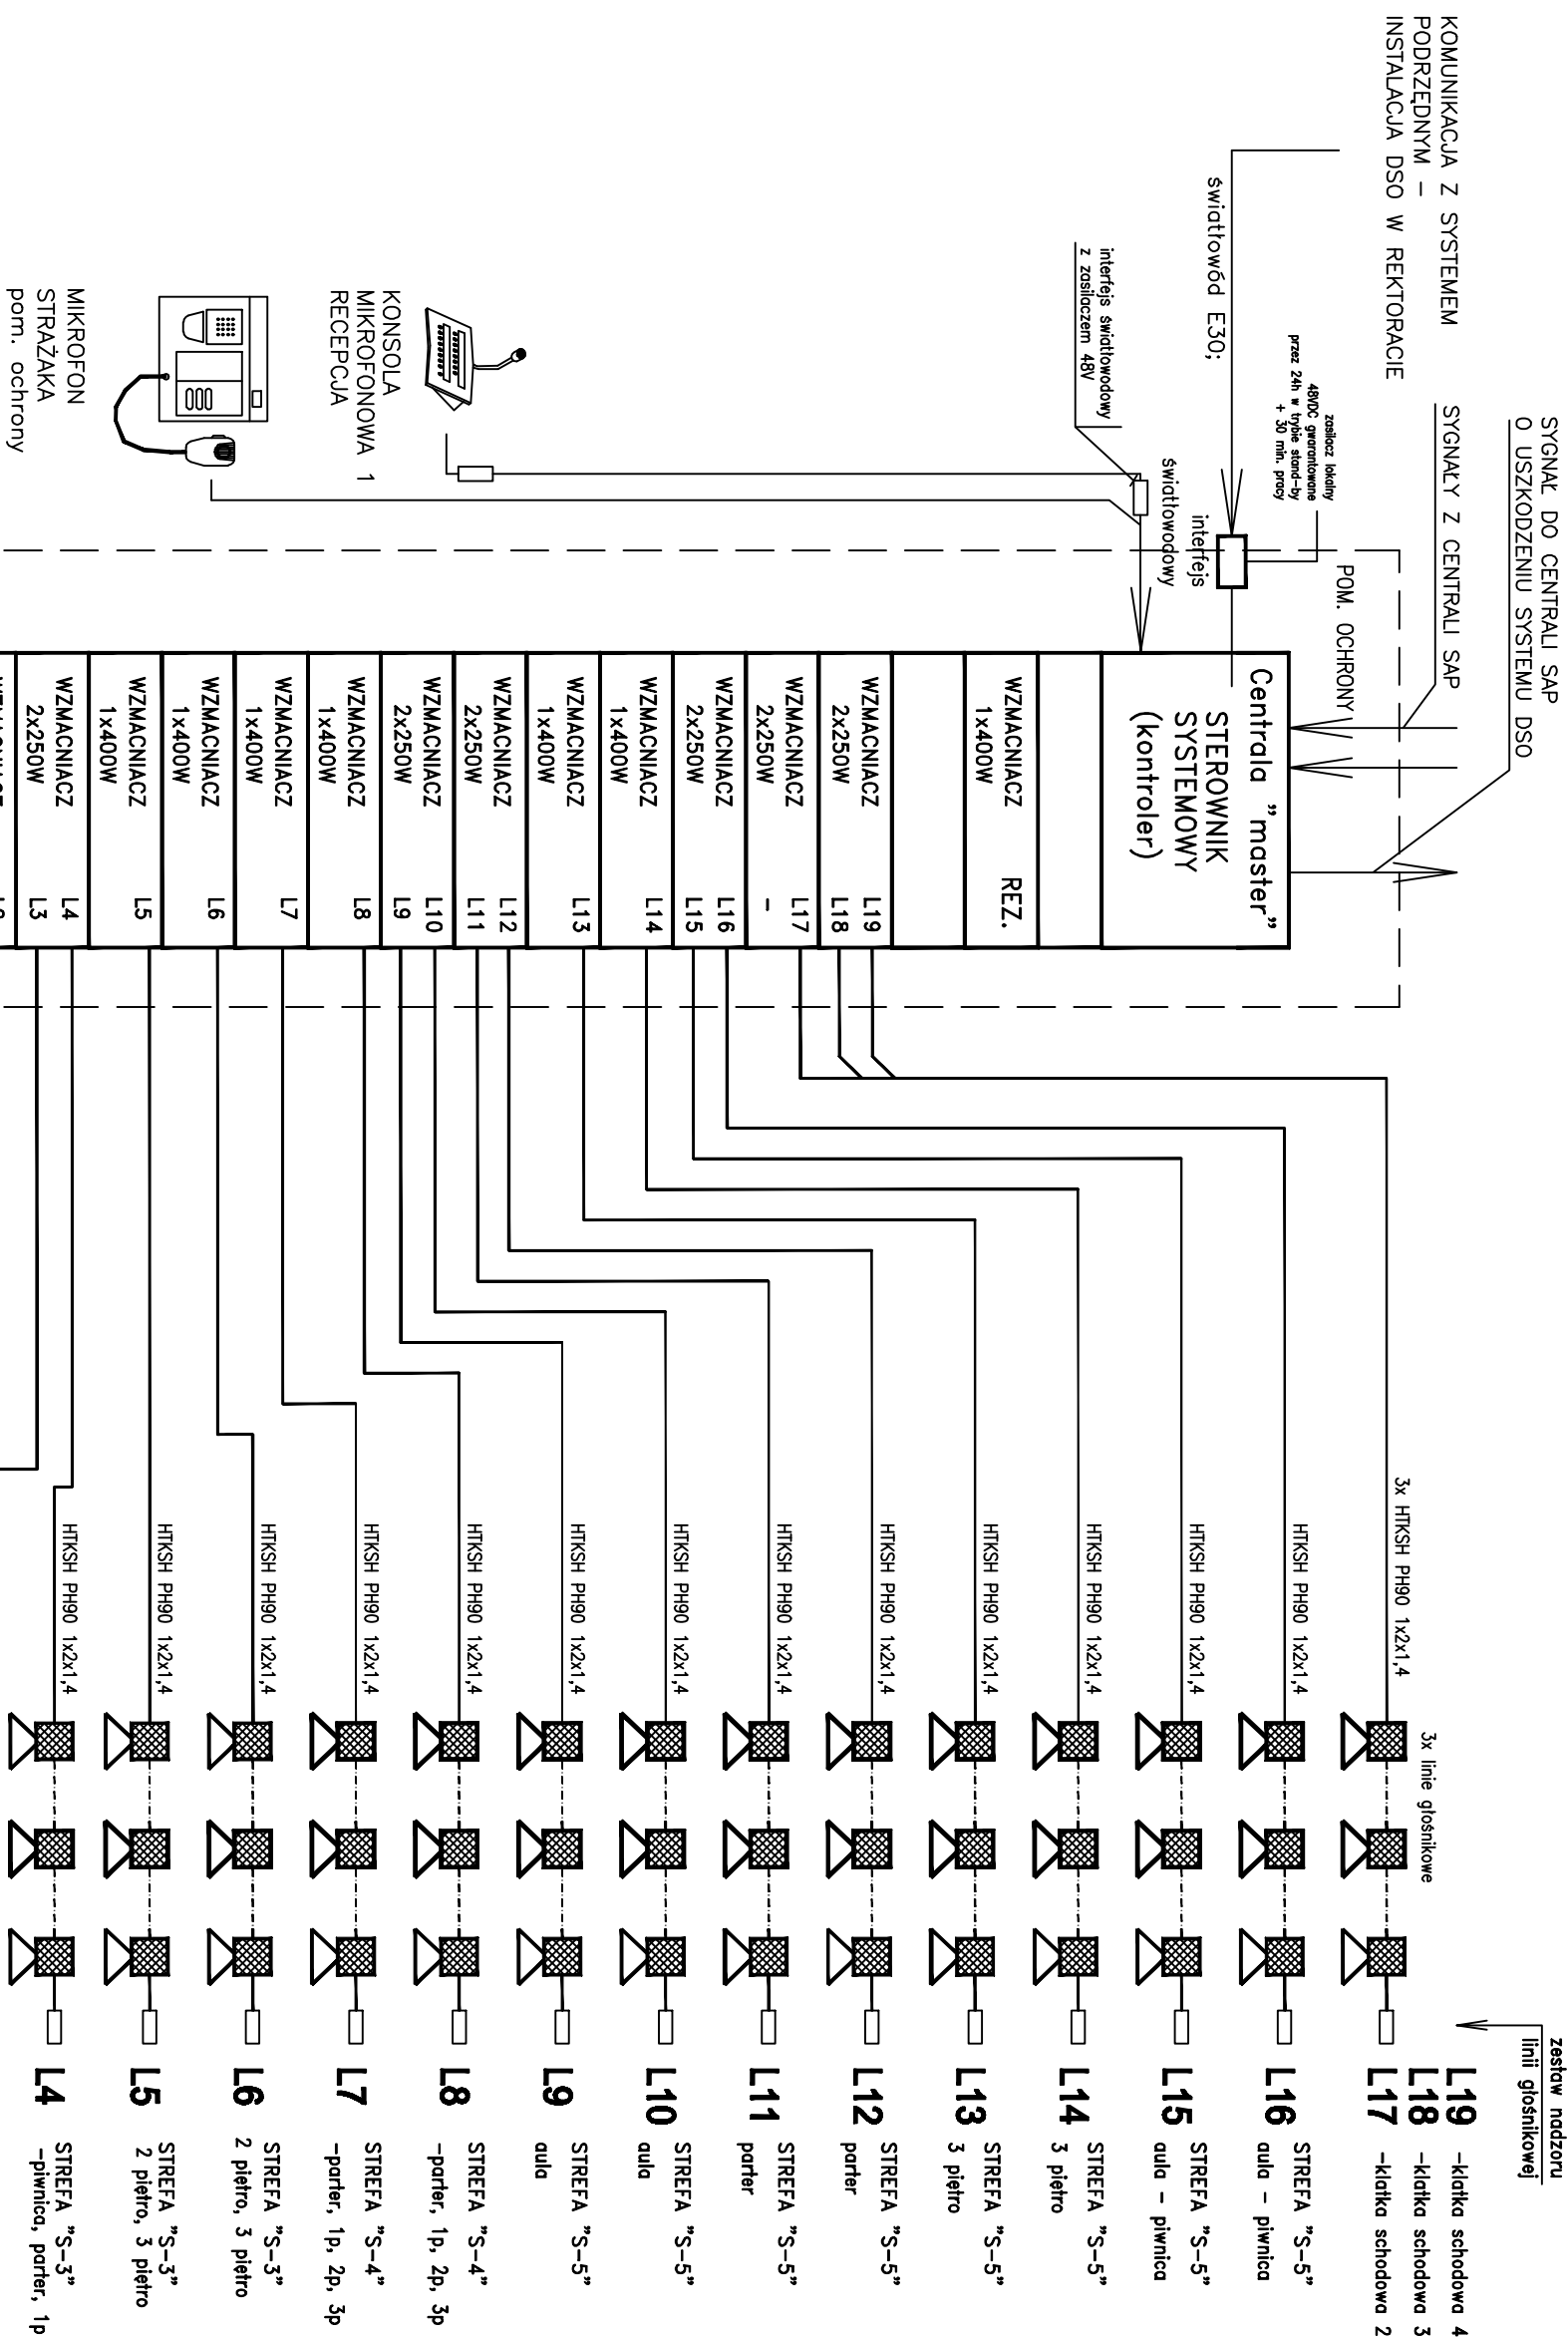 KOMUNIKACJA Z SYSTEMEM
PODRZĘDNYM –
INSTALACJA DSO W REKTORACIE
SYGNAŁ DO CENTRALI SAP
O USZKODZENIU SYSTEMU DSO
SYGNAŁY Z CENTRALI SAP
światłowód E30;
zasilacz lokalny
48VDC gwarantowane
przez 24h w trybie stand-by
+ 30 min. pracy
POM. OCHRONY
interfejs
światłowodowy
interfejs światłowodowy
z zasilaczem 48V
KONSOLA
MIKROFONOWA 1
RECEPCJA
MIKROFON
STRAŻAKA
pom. ochrony
Centrala "master"
STEROWNIK
SYSTEMOWY
(kontroler)
WZMACNIACZ
1x400W
REZ.
WZMACNIACZ L19
2x250W L18
WZMACNIACZ L17
2x250W –
WZMACNIACZ L16
2x250W L15
WZMACNIACZ
1x400W L14
WZMACNIACZ
1x400W L13
WZMACNIACZ L12
2x250W L11
WZMACNIACZ L10
2x250W L9
WZMACNIACZ
1x400W L8
WZMACNIACZ
1x400W L7
WZMACNIACZ
1x400W L6
WZMACNIACZ
1x400W L5
WZMACNIACZ L4
2x250W L3
3x HTKSH PH90 1x2x1,4
3x linie głośnikowe
zestaw nadzoru
linii głośnikowej
L19 –klatka schodowa 4
L18 –klatka schodowa 3
L17 –klatka schodowa 2
HTKSH PH90 1x2x1,4
L16 STREFA "S–5"
aula – piwnica
HTKSH PH90 1x2x1,4
L15 STREFA "S–5"
aula – piwnica
HTKSH PH90 1x2x1,4
L14 STREFA "S–5"
3 piętro
HTKSH PH90 1x2x1,4
L13 STREFA "S–5"
3 piętro
HTKSH PH90 1x2x1,4
L12 STREFA "S–5"
parter
HTKSH PH90 1x2x1,4
L11 STREFA "S–5"
parter
HTKSH PH90 1x2x1,4
L10 STREFA "S–5"
aula
HTKSH PH90 1x2x1,4
L9 STREFA "S–5"
aula
HTKSH PH90 1x2x1,4
L8 STREFA "S–4"
–parter, 1p, 2p, 3p
HTKSH PH90 1x2x1,4
L7 STREFA "S–4"
–parter, 1p, 2p, 3p
HTKSH PH90 1x2x1,4
L6 STREFA "S–3"
2 piętro, 3 piętro
HTKSH PH90 1x2x1,4
L5 STREFA "S–3"
2 piętro, 3 piętro
HTKSH PH90 1x2x1,4
L4 STREFA "S–3"
–piwnica, parter, 1p